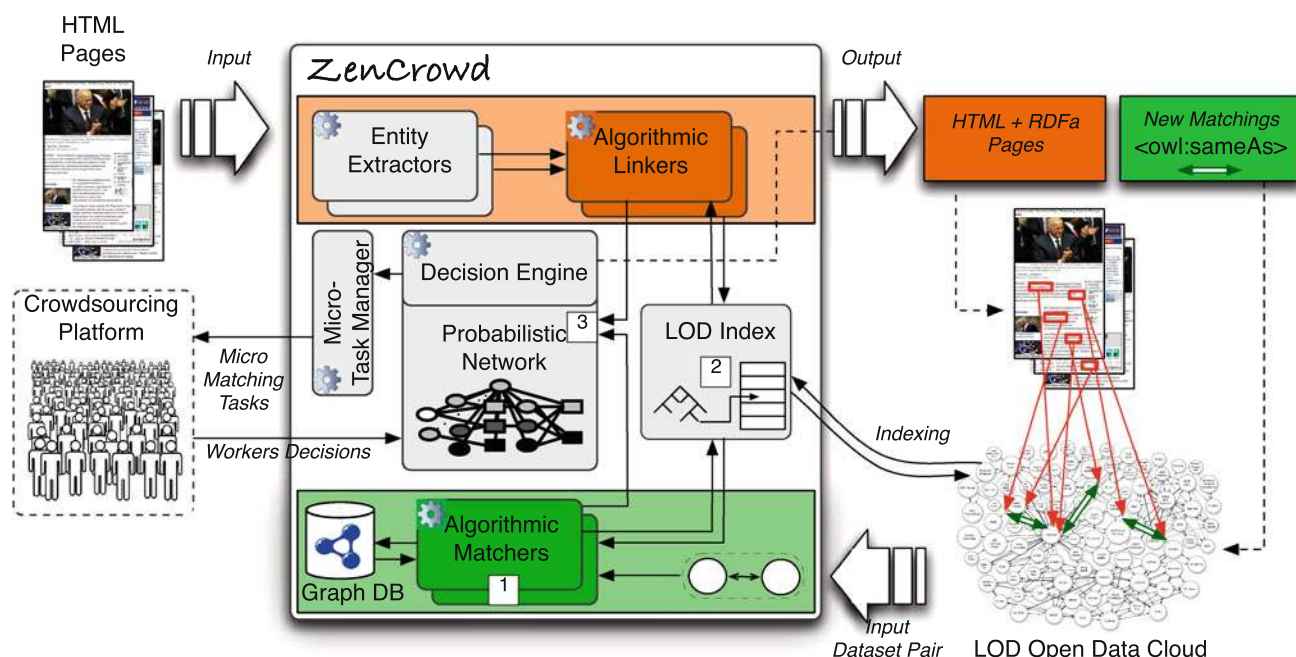 HTML
Pages
Input
ZenCrowd
Output
Entity
Extractors
Algorithmic
Linkers
HTML + RDFa
Pages
New Matchings
<owl:sameAs>
Crowdsourcing
Platform
Micro-
Task Manager
Decision Engine
3
Probabilistic
Network
LOD Index
2
Micro
Matching
Tasks
Workers Decisions
Indexing
Algorithmic
Matchers
1
Graph DB
Input
Dataset Pair
LOD Open Data Cloud